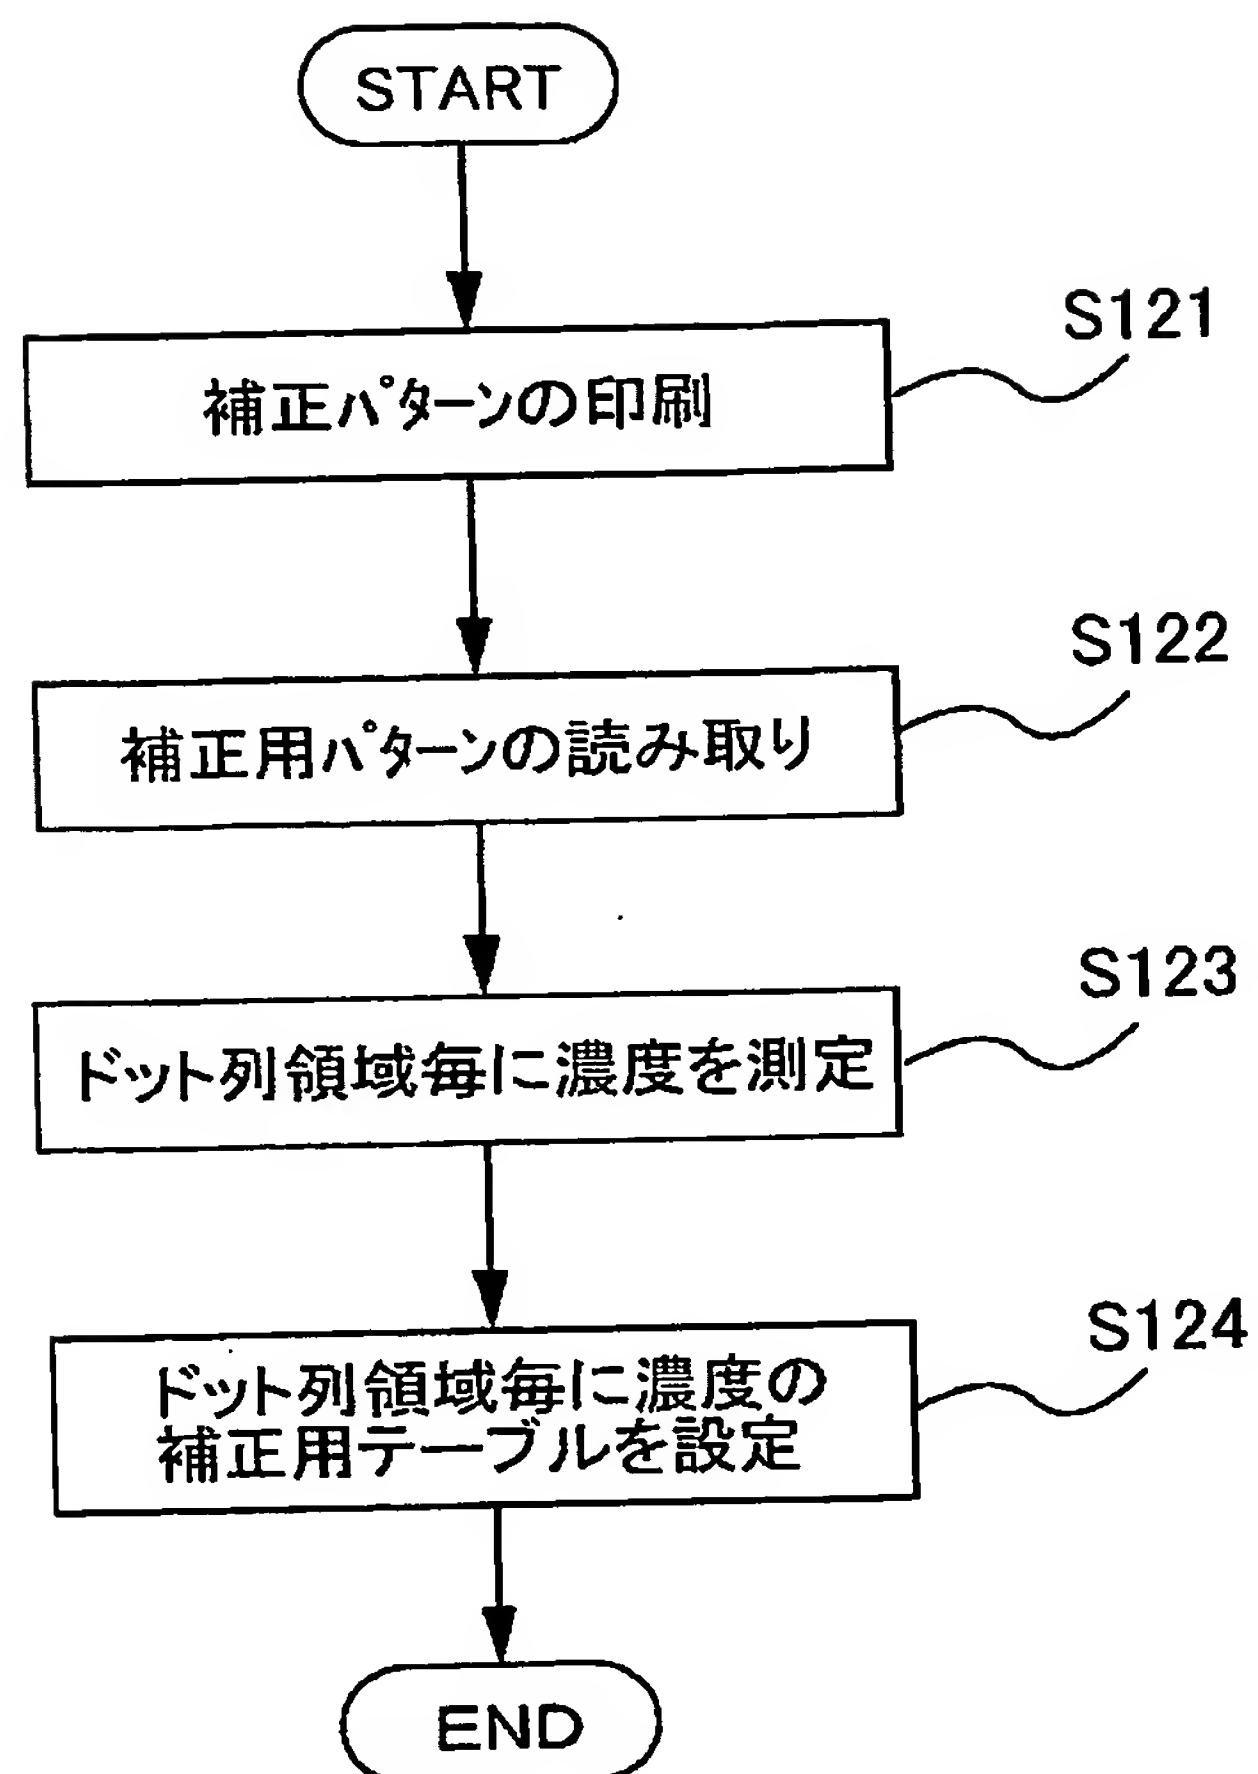 START
S121
補正パターンの印刷
S122
補正用パターンの読み取り
S123
ドット列領域毎に濃度を測定
S124
ドット列領域毎に濃度の
補正用テーブルを設定
END